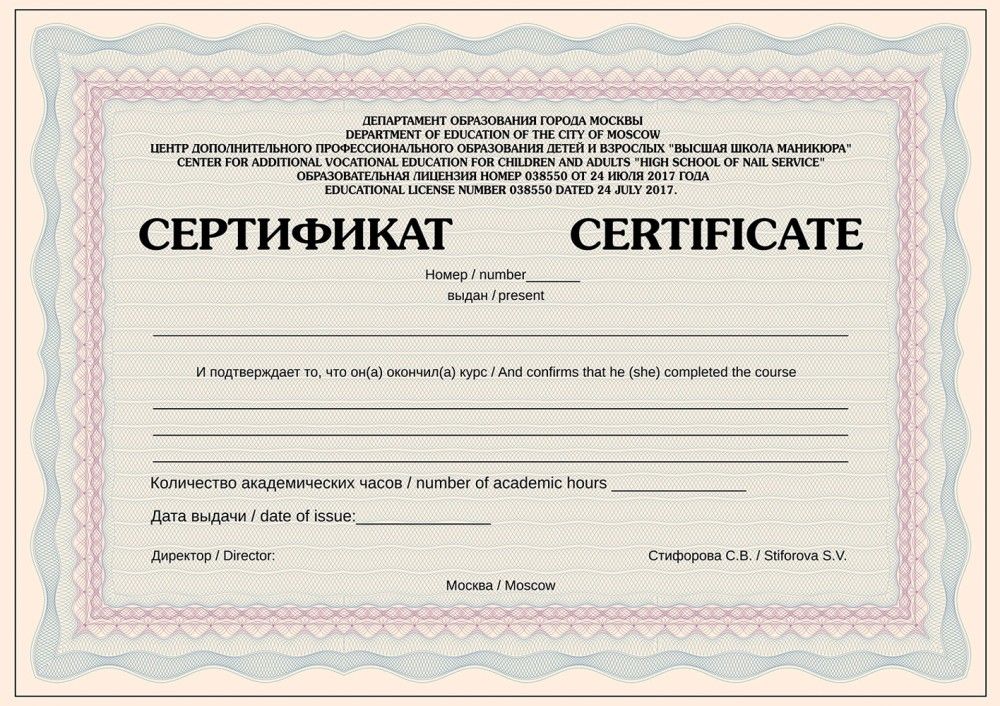 ДЕПАРТАМЕНТ ОБРАЗОВАНИЯ ГОРОДА МОСКВЫ
DEPARTMENT OF EDUCATION OF THE CITY OF MOSCOW
ЦЕНТР ДОПОЛНИТЕЛЬНОГО ПРОФЕССИОНАЛЬНОГО ОБРАЗОВАНИЯ ДЕТЕЙ И ВЗРОСЛЫХ "ВЫСШАЯ ШКОЛА МАНИКЮРА"
CENTER FOR ADDITIONAL VOCATIONAL EDUCATION FOR CHILDREN AND ADULTS "HIGH SCHOOL OF NAIL SERVICE"
ОБРАЗОВАТЕЛЬНАЯ ЛИЦЕНЗИЯ НОМЕР 038550 ОТ 24 ИЮЛЯ 2017 ГОДА
EDUCATIONAL LICENSE NUMBER 038550 DATED 24 JULY 2017.
СЕРТИФИКАТ CERTIFICATE
Номер / number_______
выдан / present
И подтверждает то, что он(а) окончил(а) курс / And confirms that he (she) completed the course
Количество академических часов / number of academic hours _______________
Дата выдачи / date of issue:_______________
Директор / Director: Стифорова С.В. / Stiforova S.V.
Москва / Moscow